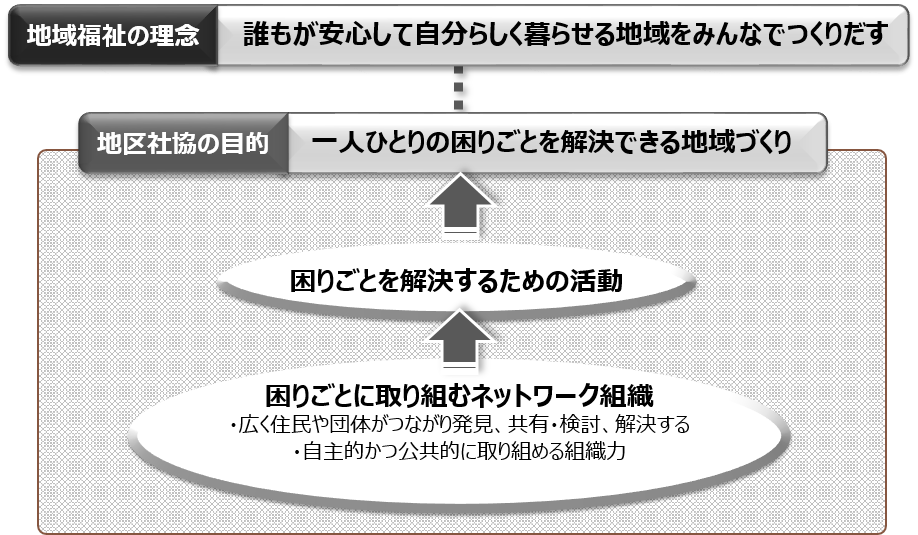 地域福祉の理念
誰もが安心して自分らしく暮らせる地域をみんなでつくりだす
地区社協の目的
一人ひとりの困りごとを解決できる地域づくり
困りごとを解決するための活動
困りごとに取り組むネットワーク組織
・広く住民や団体がつながり発見、共有・検討、解決する
・自主的かつ公共的に取り組める組織力